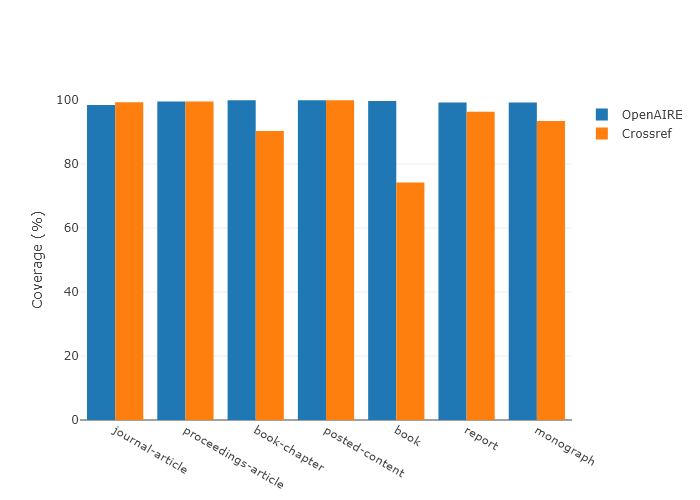 100
80
60
40
20
0
Coverage (%)
journal-article
proceedings-article
book-chapter
posted-content
book
report
monograph
OpenAIRE
Crossref